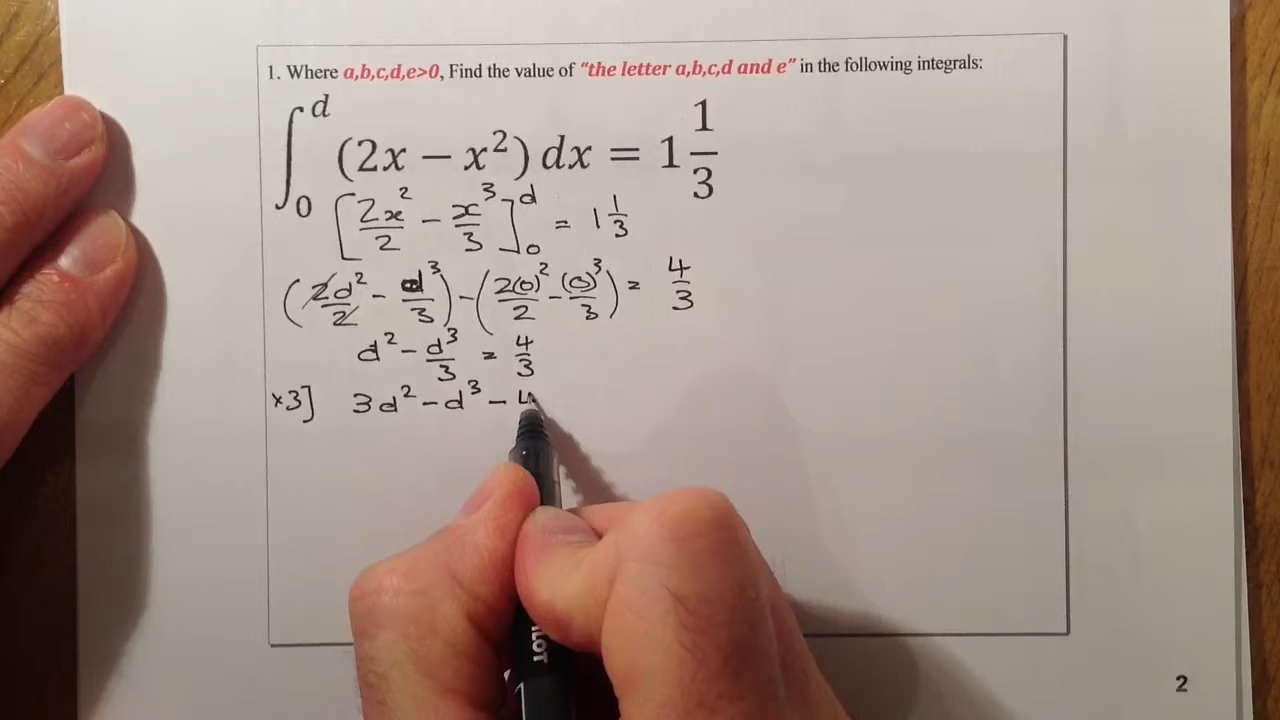 1. Where a,b,c,d,e>0, Find the value of “the letter a,b,c,d and e” in the following integrals:
∫₀ᵈ (2x − x²) dx = 1 1/3
[2x²/2 − x³/3]₀ᵈ = 1 1/3
(2d²/2 − d³/3) − (2(0)²/2 − (0)³/3) = 4/3
d² − d³/3 = 4/3
×3] 3d² − d³ − 4
PILOT
2